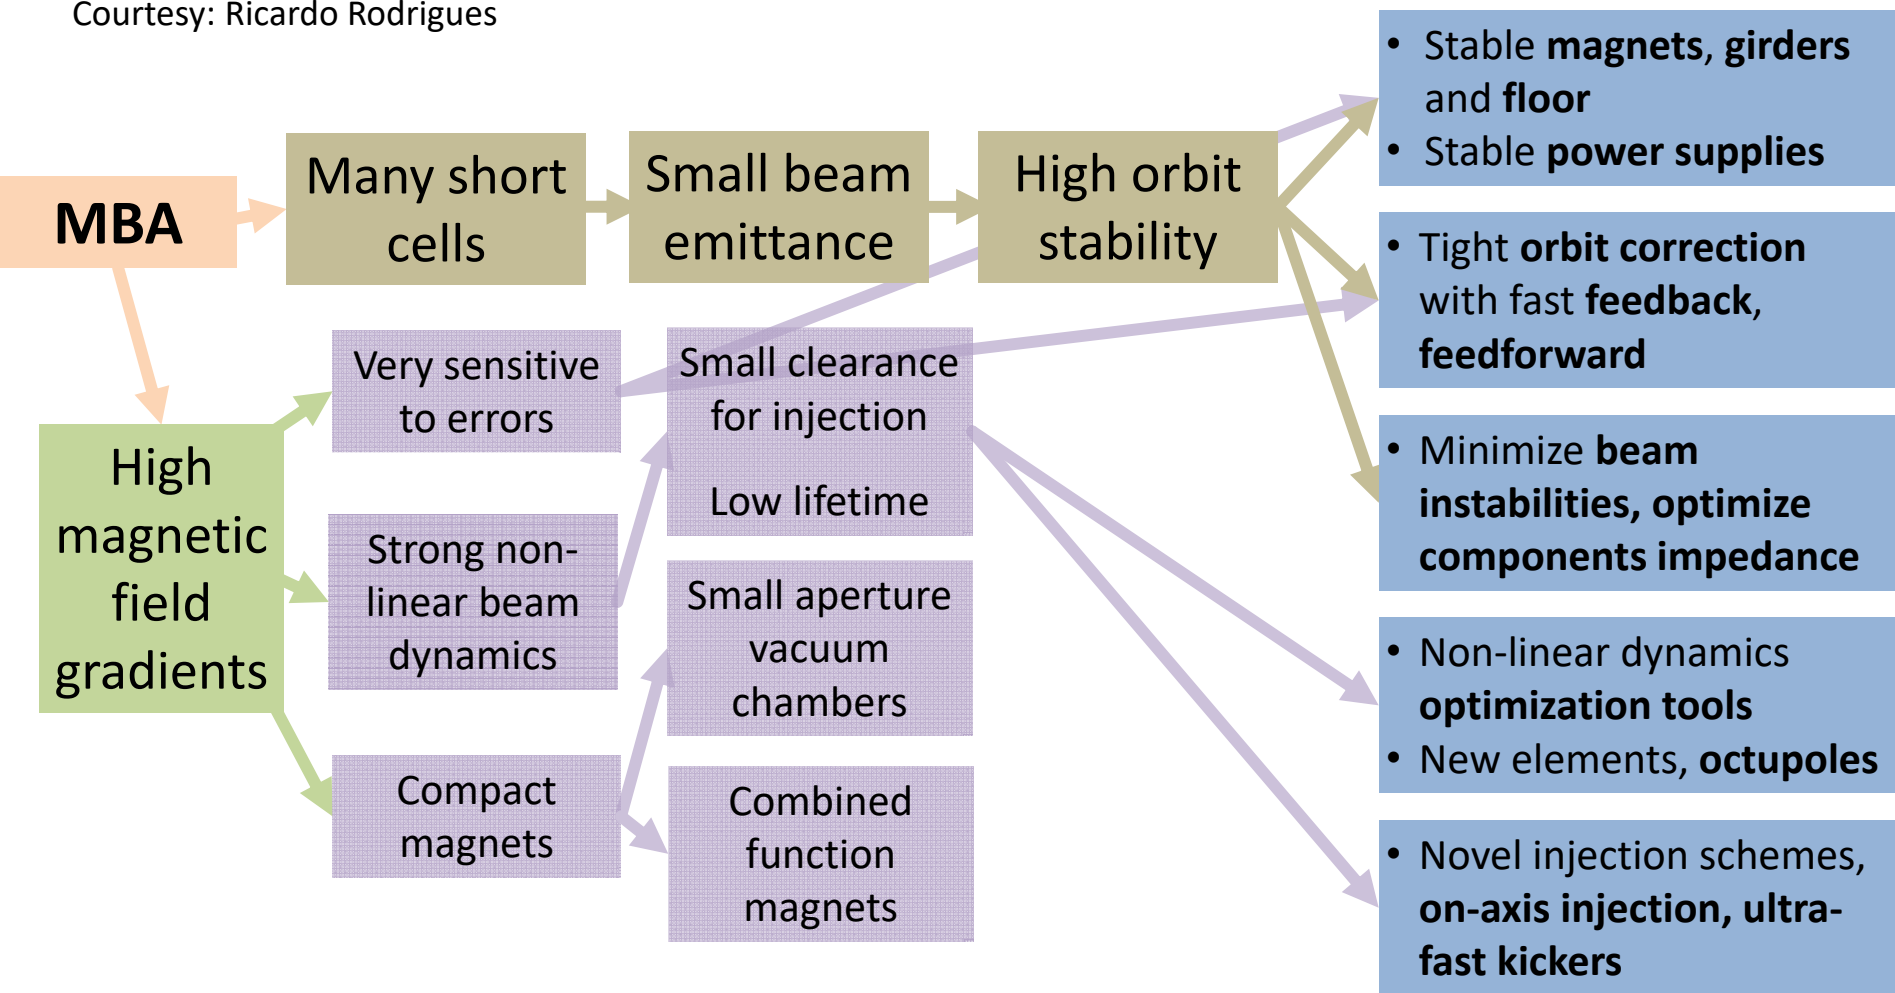 Courtesy: Ricardo Rodrigues
MBA
Many short
cells
Small beam
emittance
High orbit
stability
High
magnetic
field
gradients
Very sensitive
to errors
Strong non-
linear beam
dynamics
Compact
magnets
Small clearance
for injection
Low lifetime
Small aperture
vacuum
chambers
Combined
function
magnets
• Stable magnets, girders
and floor
• Stable power supplies
• Tight orbit correction
with fast feedback,
feedforward
• Minimize beam
instabilities, optimize
components impedance
• Non-linear dynamics
optimization tools
• New elements, octupoles
• Novel injection schemes,
on-axis injection, ultra-
fast kickers